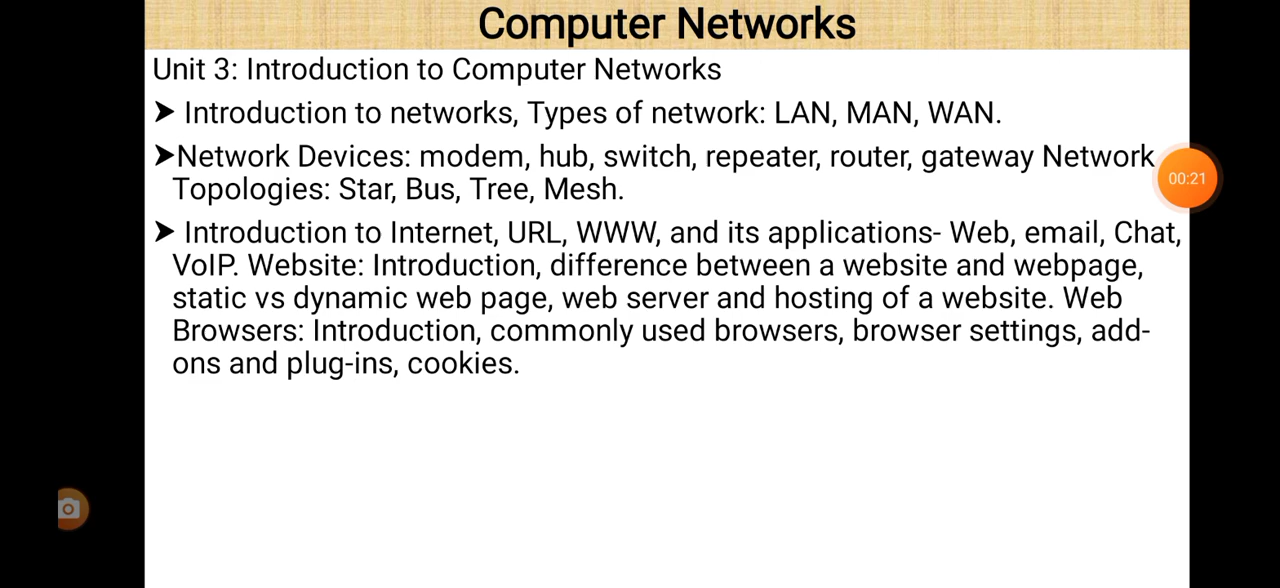 Computer Networks
Unit 3: Introduction to Computer Networks
➤ Introduction to networks, Types of network: LAN, MAN, WAN.
➤Network Devices: modem, hub, switch, repeater, router, gateway Network
Topologies: Star, Bus, Tree, Mesh.
➤ Introduction to Internet, URL, WWW, and its applications- Web, email, Chat,
VoIP. Website: Introduction, difference between a website and webpage,
static vs dynamic web page, web server and hosting of a website. Web
Browsers: Introduction, commonly used browsers, browser settings, add-
ons and plug-ins, cookies.
00:21